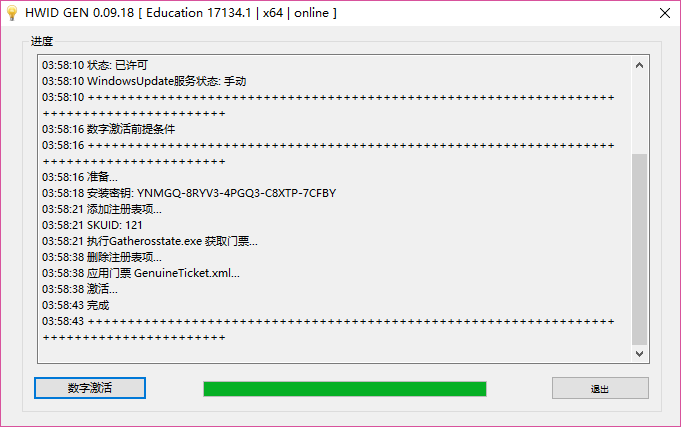 HWID GEN 0.09.18 [ Education 17134.1 | x64 | online ]
进度
03:58:10 状态: 已许可
03:58:10 WindowsUpdate服务状态: 手动
03:58:10 ++++++++++++++++++++++++++++++++++++++++++++++++++++++++++++++++++
+++++++++++++++++++++++
03:58:16 数字激活前提条件
03:58:16 ++++++++++++++++++++++++++++++++++++++++++++++++++++++++++++++++++
+++++++++++++++++++++++
03:58:16 准备...
03:58:18 安装密钥: YNMGQ-8RYV3-4PGQ3-C8XTP-7CFBY
03:58:21 添加注册表项...
03:58:21 SKUID: 121
03:58:21 执行Gatherosstate.exe 获取门票...
03:58:38 删除注册表项...
03:58:38 应用门票 GenuineTicket.xml...
03:58:38 激活...
03:58:43 完成
03:58:43 ++++++++++++++++++++++++++++++++++++++++++++++++++++++++++++++++++
+++++++++++++++++++++++
数字激活
退出